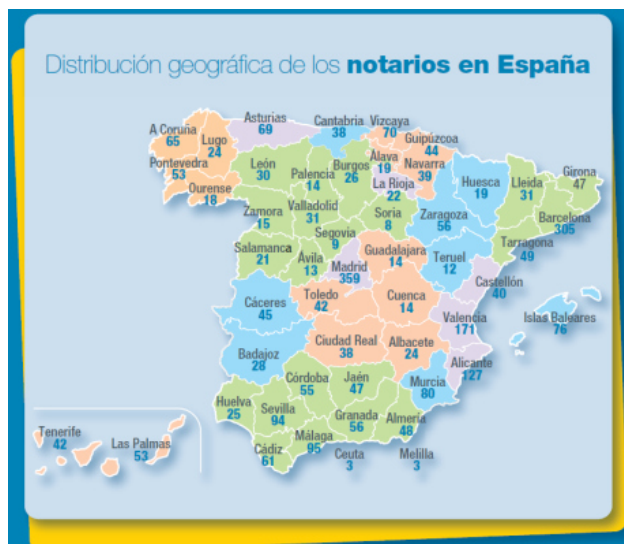 Distribución geográfica de los notarios en España
Asturias
69
Cantabria
38
Vizcaya
70
A Coruña
65
Lugo
24
Guipúzcoa
44
Pontevedra
53
León
30
Palencia
14
Burgos
26
Álava
19
Navarra
39
Huesca
19
Lleida
31
Girona
47
Ourense
18
La Rioja
22
Barcelona
305
Zamora
15
Valladolid
31
Soria
8
Zaragoza
56
Tarragona
49
Segovia
9
Salamanca
21
Ávila
13
Madrid
359
Guadalajara
14
Teruel
12
Castellón
40
Cáceres
45
Toledo
42
Cuenca
14
Valencia
171
Islas Baleares
76
Badajoz
28
Ciudad Real
38
Albacete
24
Alicante
127
Córdoba
55
Jaén
47
Murcia
80
Huelva
25
Sevilla
94
Granada
56
Almería
48
Cádiz
61
Málaga
95
Ceuta
3
Melilla
3
Tenerife
42
Las Palmas
53